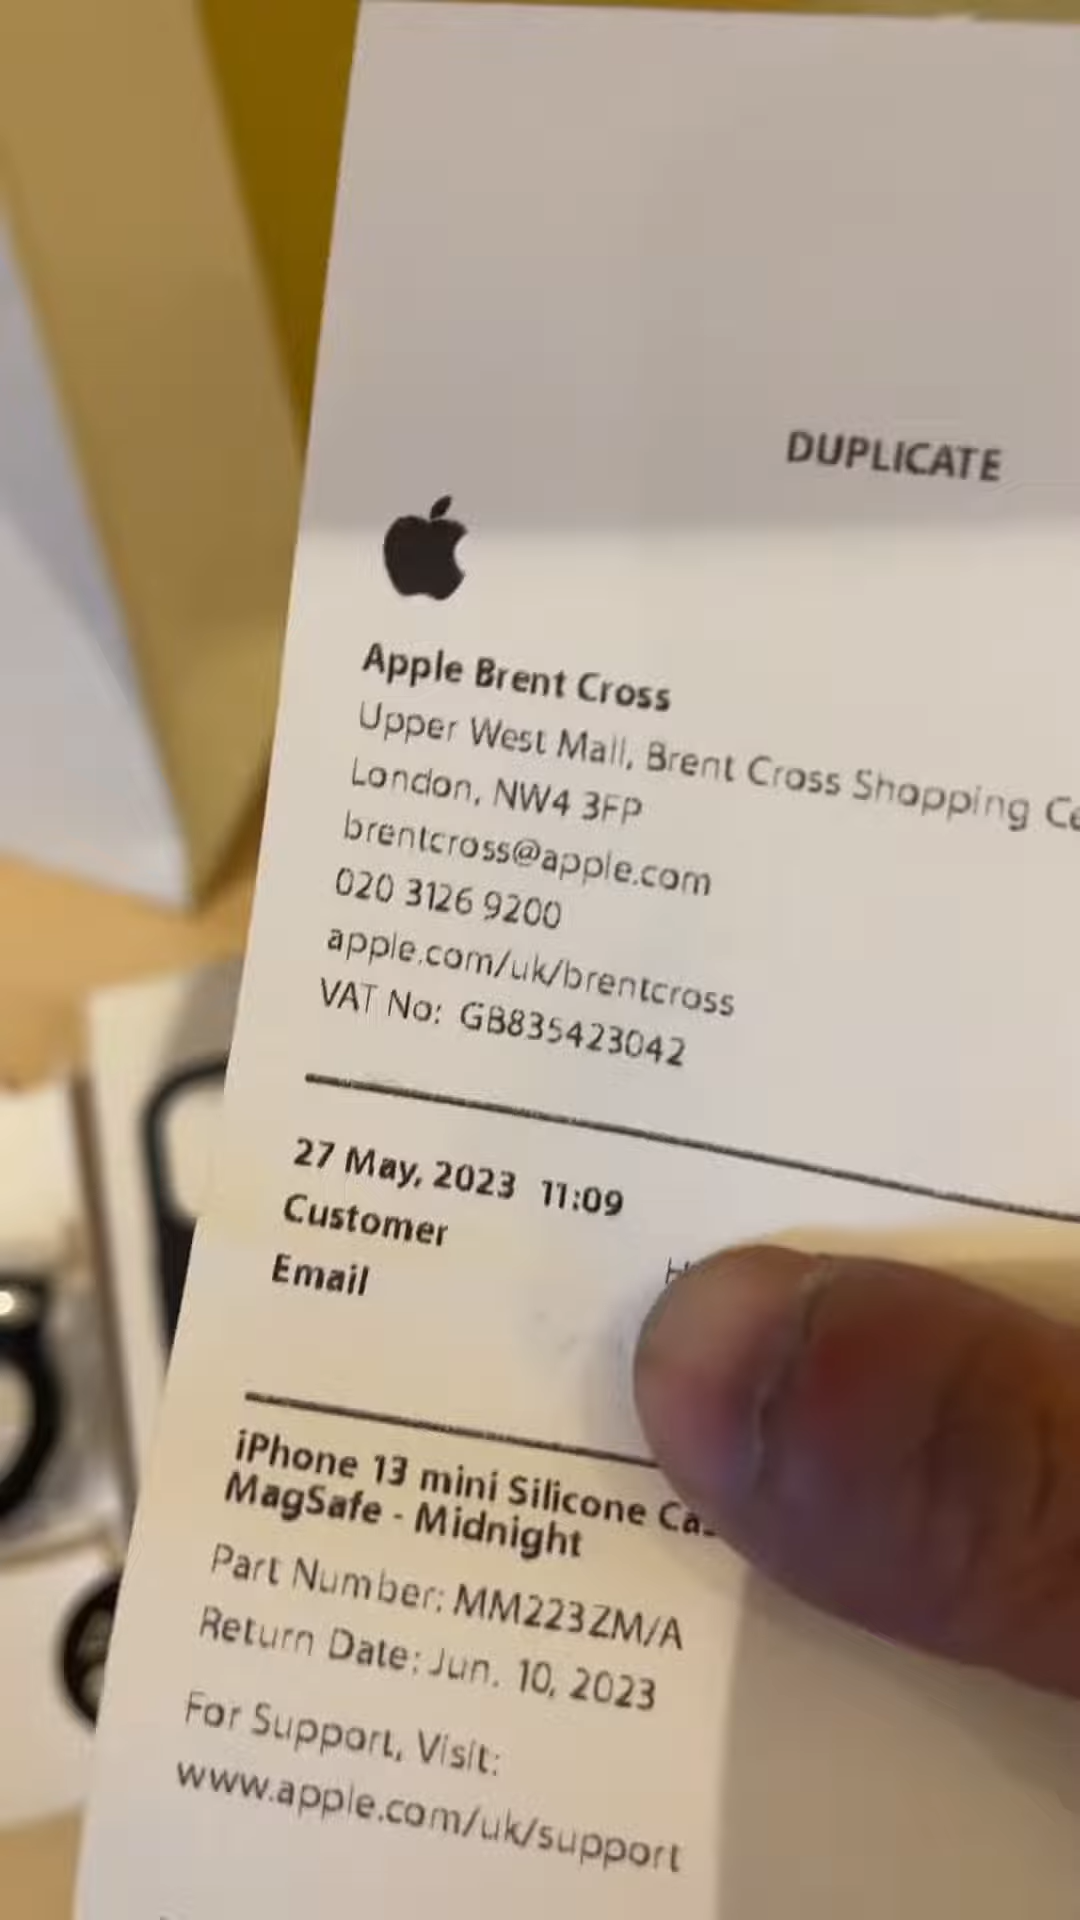 DUPLICATE
Apple Brent Cross
Upper West Mall, Brent Cross Shopping
London, NW4 3FP
brentcross@apple.com
020 3126 9200
apple.com/uk/brentcross
VAT No: GB835423042
27 May, 2023 11:09
Customer
Email
iPhone 13 mini Silicone
MagSafe - Midnight
Part Number: MM223ZM/A
Return Date: Jun. 10, 2023
For Support, Visit:
www.apple.com/uk/support